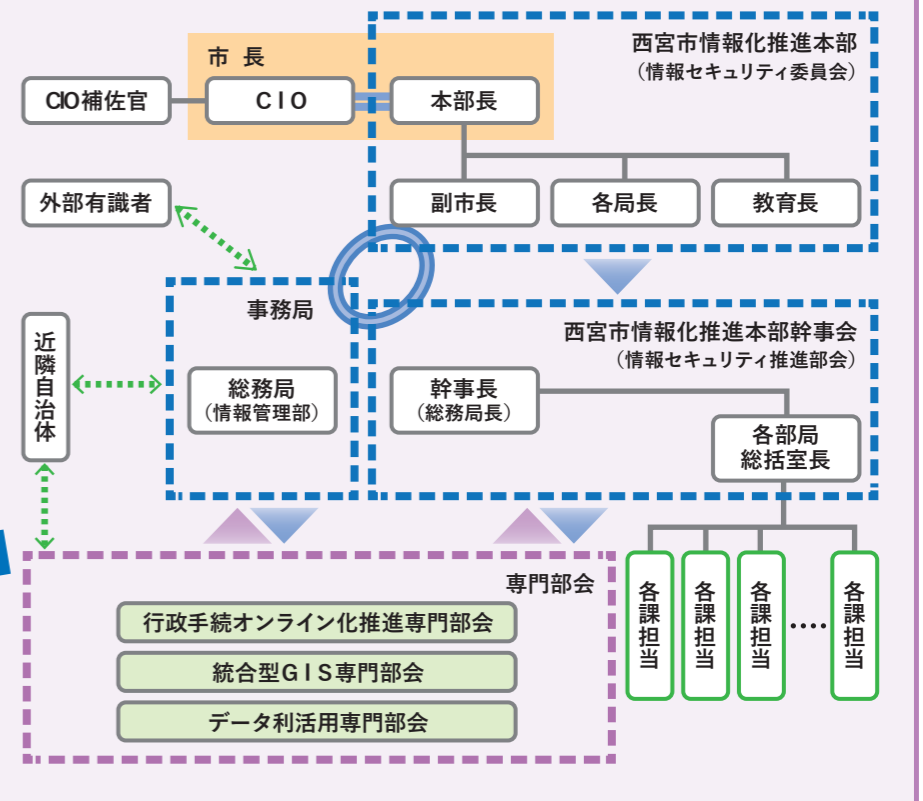 西宮市情報化推進本部
（情報セキュリティ委員会）
市 長
CIO補佐官
CIO
本部長
外部有識者
副市長
各局長
教育長
事務局
西宮市情報化推進本部幹事会
（情報セキュリティ推進部会）
近隣自治体
総務局
（情報管理部）
幹事長
（総務局長）
各部局
総括室長
専門部会
行政手続オンライン化推進専門部会
統合型GIS専門部会
データ利活用専門部会
各課担当
各課担当
各課担当
‥‥
各課担当